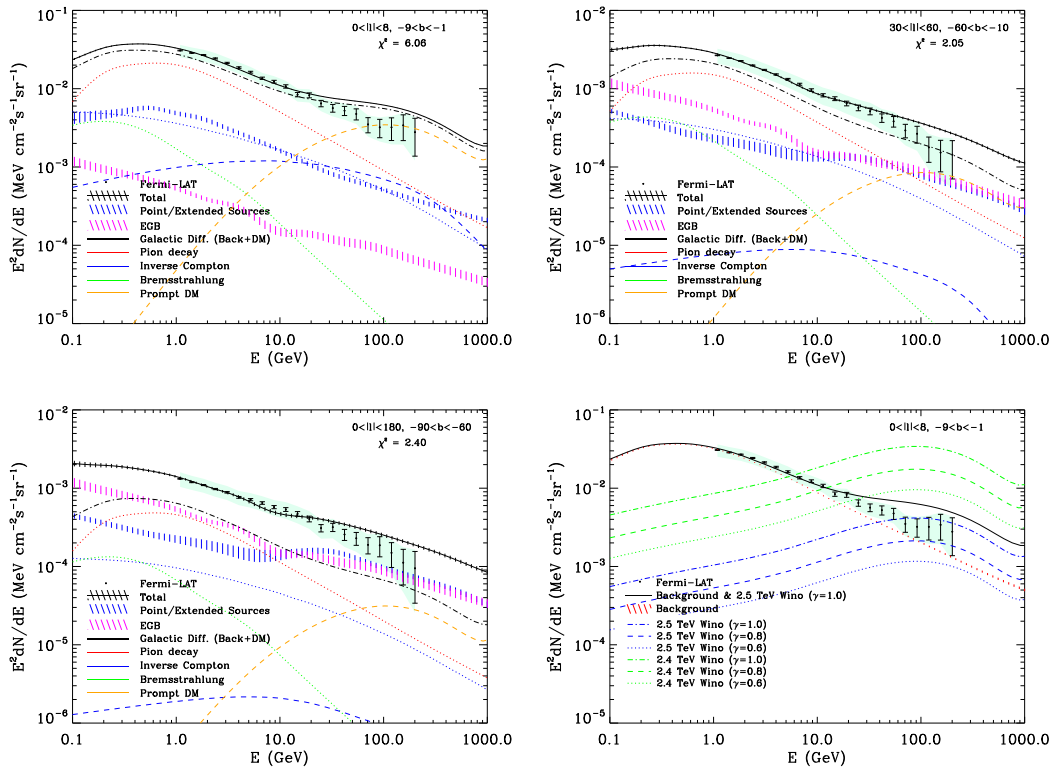 0<|l|<8, -9<b<-1
χ² = 6.06
E²dN/dE (MeV cm⁻²s⁻¹sr⁻¹)
10⁻¹
10⁻²
10⁻³
10⁻⁴
10⁻⁵
Fermi-LAT
Total
Point/Extended Sources
EGB
Galactic Diff. (Back+DM)
Pion decay
Inverse Compton
Bremsstrahlung
Prompt DM
0.1 1.0 10.0 100.0 1000.0
E (GeV)
30<|l|<60, -60<b<-10
χ² = 2.05
E²dN/dE (MeV cm⁻²s⁻¹sr⁻¹)
10⁻²
10⁻³
10⁻⁴
10⁻⁵
10⁻⁶
Fermi-LAT
Total
Point/Extended Sources
EGB
Galactic Diff. (Back+DM)
Pion decay
Inverse Compton
Bremsstrahlung
Prompt DM
0.1 1.0 10.0 100.0 1000.0
E (GeV)
0<|l|<180, -90<b<-60
χ² = 2.40
E²dN/dE (MeV cm⁻²s⁻¹sr⁻¹)
10⁻²
10⁻³
10⁻⁴
10⁻⁵
10⁻⁶
Fermi-LAT
Total
Point/Extended Sources
EGB
Galactic Diff. (Back+DM)
Pion decay
Inverse Compton
Bremsstrahlung
Prompt DM
0.1 1.0 10.0 100.0 1000.0
E (GeV)
0<|l|<8, -9<b<-1
E²dN/dE (MeV cm⁻²s⁻¹sr⁻¹)
10⁻¹
10⁻²
10⁻³
10⁻⁴
10⁻⁵
Fermi-LAT
Background & 2.5 TeV Wino (γ=1.0)
Background
2.5 TeV Wino (γ=1.0)
2.5 TeV Wino (γ=0.8)
2.5 TeV Wino (γ=0.6)
2.4 TeV Wino (γ=1.0)
2.4 TeV Wino (γ=0.8)
2.4 TeV Wino (γ=0.6)
0.1 1.0 10.0 100.0 1000.0
E (GeV)